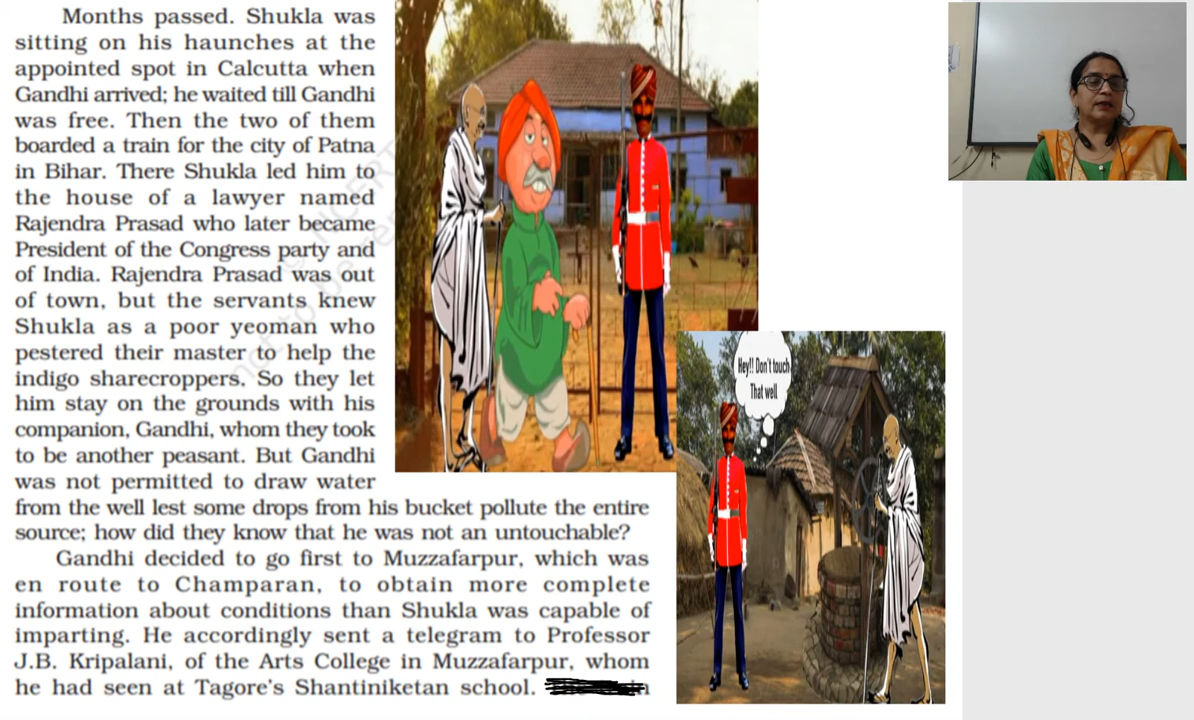 Months passed. Shukla was
sitting on his haunches at the
appointed spot in Calcutta when
Gandhi arrived; he waited till Gandhi
was free. Then the two of them
boarded a train for the city of Patna
in Bihar. There Shukla led him to
the house of a lawyer named
Rajendra Prasad who later became
President of the Congress party and
of India. Rajendra Prasad was out
of town, but the servants knew
Shukla as a poor yeoman who
pestered their master to help the
indigo sharecroppers. So they let
him stay on the grounds with his
companion, Gandhi, whom they took
to be another peasant. But Gandhi
was not permitted to draw water
from the well lest some drops from his bucket pollute the entire
source; how did they know that he was not an untouchable?
Gandhi decided to go first to Muzzafarpur, which was
en route to Champaran, to obtain more complete
information about conditions than Shukla was capable of
imparting. He accordingly sent a telegram to Professor
J.B. Kripalani, of the Arts College in Muzzafarpur, whom
he had seen at Tagore's Shantiniketan school.
Hey!! Don't touch
That well